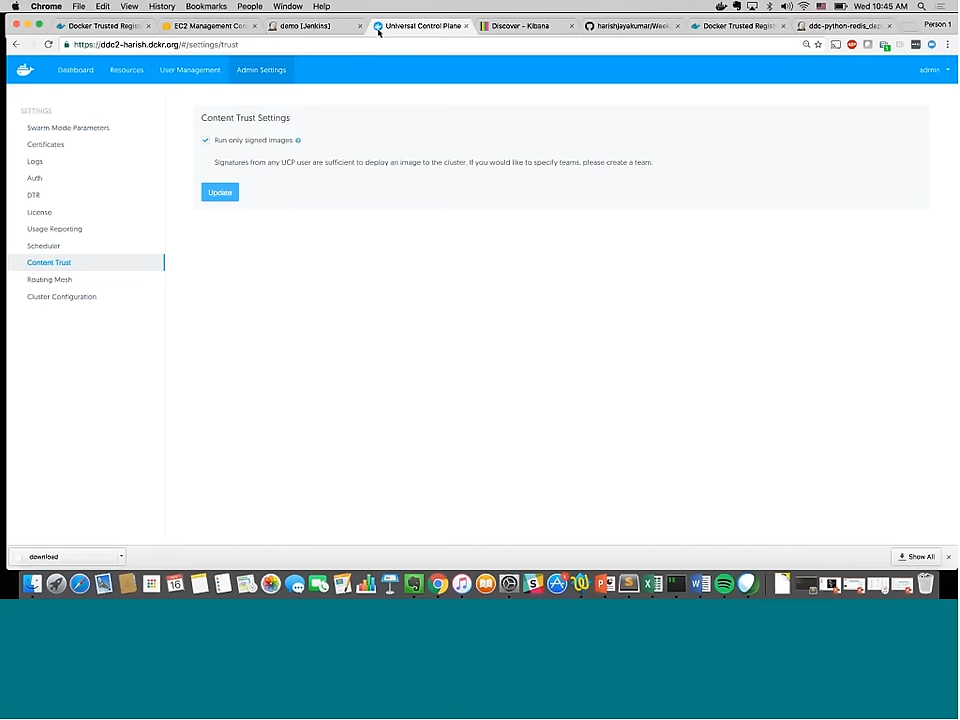 Chrome File Edit View History Bookmarks People Window Help Wed 10:45 AM
Docker Trusted Regist EC2 Management Con demo [Jenkins] Universal Control Plane Discover - Kibana harishjayakumar/Week Docker Trusted Regist ddc-python-redis_dep Person 1
https://ddc2-harish.dckr.org/#/settings/trust
Dashboard Resources User Management Admin Settings admin
SETTINGS
Swarm Mode Parameters
Certificates
Logs
Auth
DTR
License
Usage Reporting
Scheduler
Content Trust
Routing Mesh
Cluster Configuration
Content Trust Settings
Run only signed images
Signatures from any UCP user are sufficient to deploy an image to the cluster. If you would like to specify teams, please create a team.
Update
download Show All
16